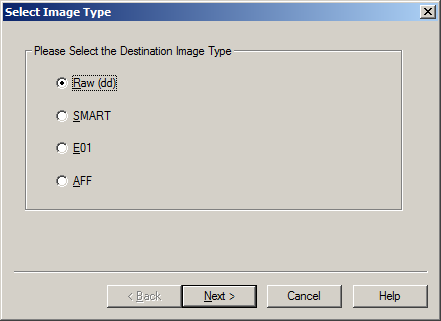 Select Image Type
Please Select the Destination Image Type
Raw (dd)
SMART
E01
AFF
< Back Next > Cancel Help